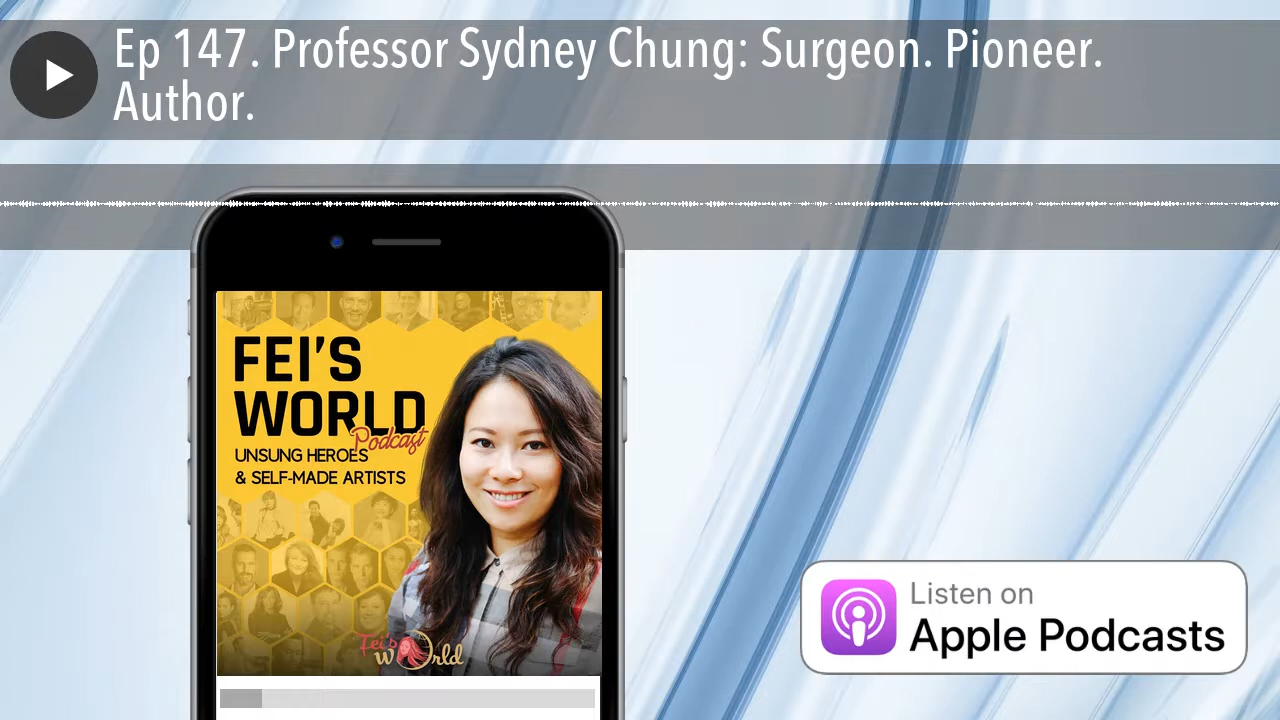 Ep 147. Professor Sydney Chung: Surgeon. Pioneer.
Author.
FEI'S
WORLD
Podcast
UNSUNG HEROES
& SELF-MADE ARTISTS
Fei's
wOrld
Listen on
Apple Podcasts